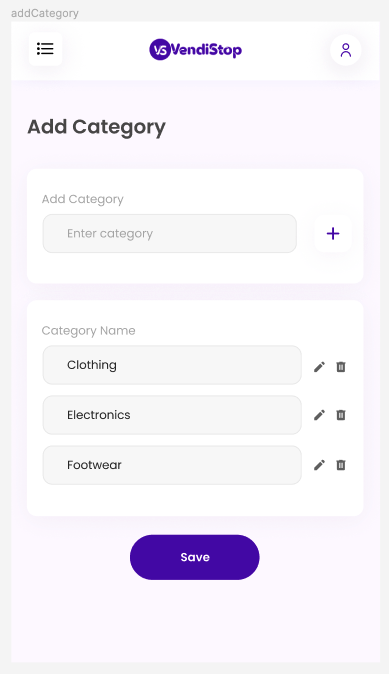 addCategory
VS VendiStop
Add Category
Add Category
Enter category
Category Name
Clothing
Electronics
Footwear
Save